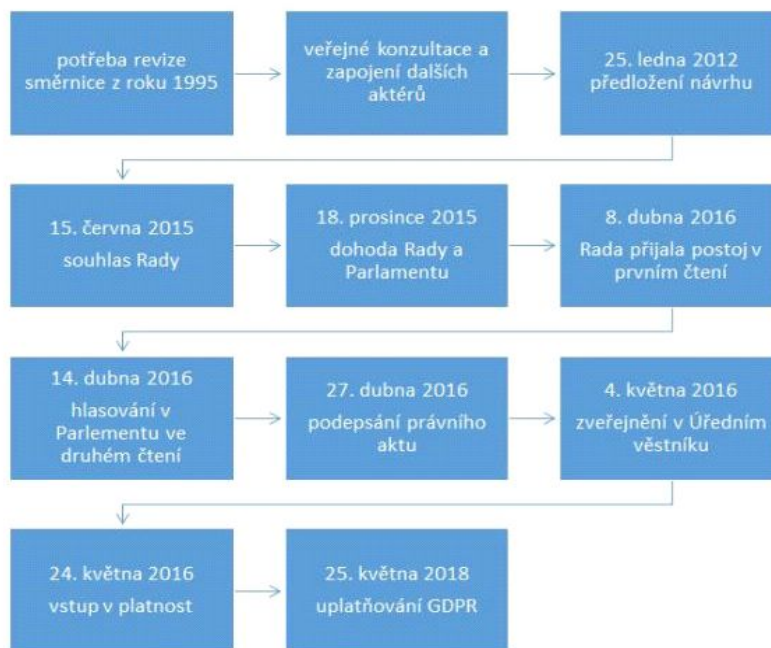 potřeba revize
směrnice z roku 1995
veřejné konzultace a
zapojení dalších
aktérů
25. ledna 2012
předložení návrhu
15. června 2015
souhlas Rady
18. prosince 2015
dohoda Rady a
Parlamentu
8. dubna 2016
Rada přijala postoj v
prvním čtení
14. dubna 2016
hlasování v
Parlementu ve
druhém čtení
27. dubna 2016
podepsání právního
aktu
4. května 2016
zveřejnění v Úředním
věstníku
24. května 2016
vstup v platnost
25. května 2018
uplatňování GDPR